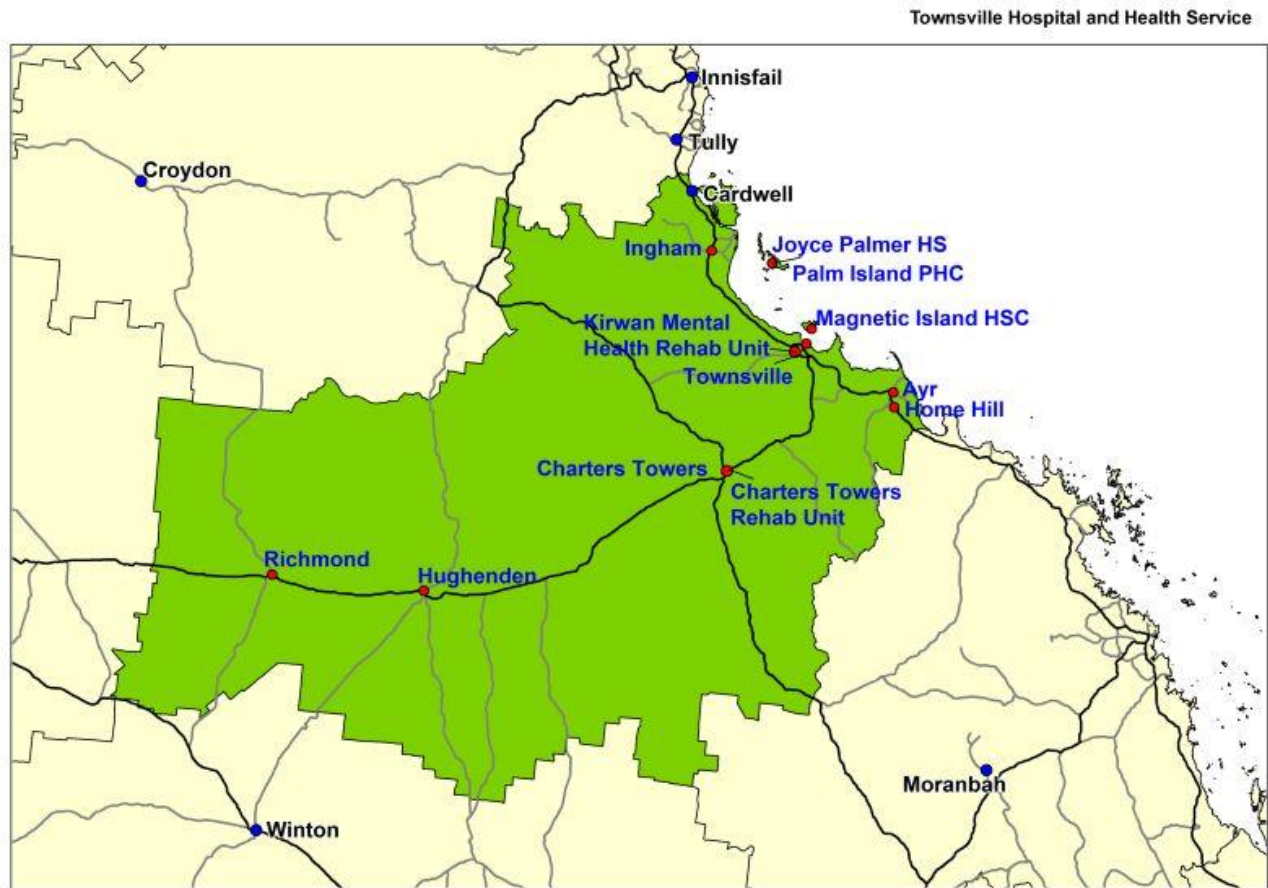 Townsville Hospital and Health Service
Innisfail
Tully
Croydon
Cardwell
Ingham
Joyce Palmer HS
Palm Island PHC
Magnetic Island HSC
Kirwan Mental
Health Rehab Unit
Townsville
Ayr
Home Hill
Charters Towers
Charters Towers
Rehab Unit
Richmond
Hughenden
Moranbah
Winton